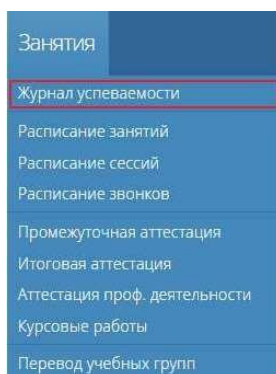 Занятия
Журнал успеваемости
Расписание занятий
Расписание сессий
Расписание звонков
Промежуточная аттестация
Итоговая аттестация
Аттестация проф. деятельности
Курсовые работы
Перевод учебных групп